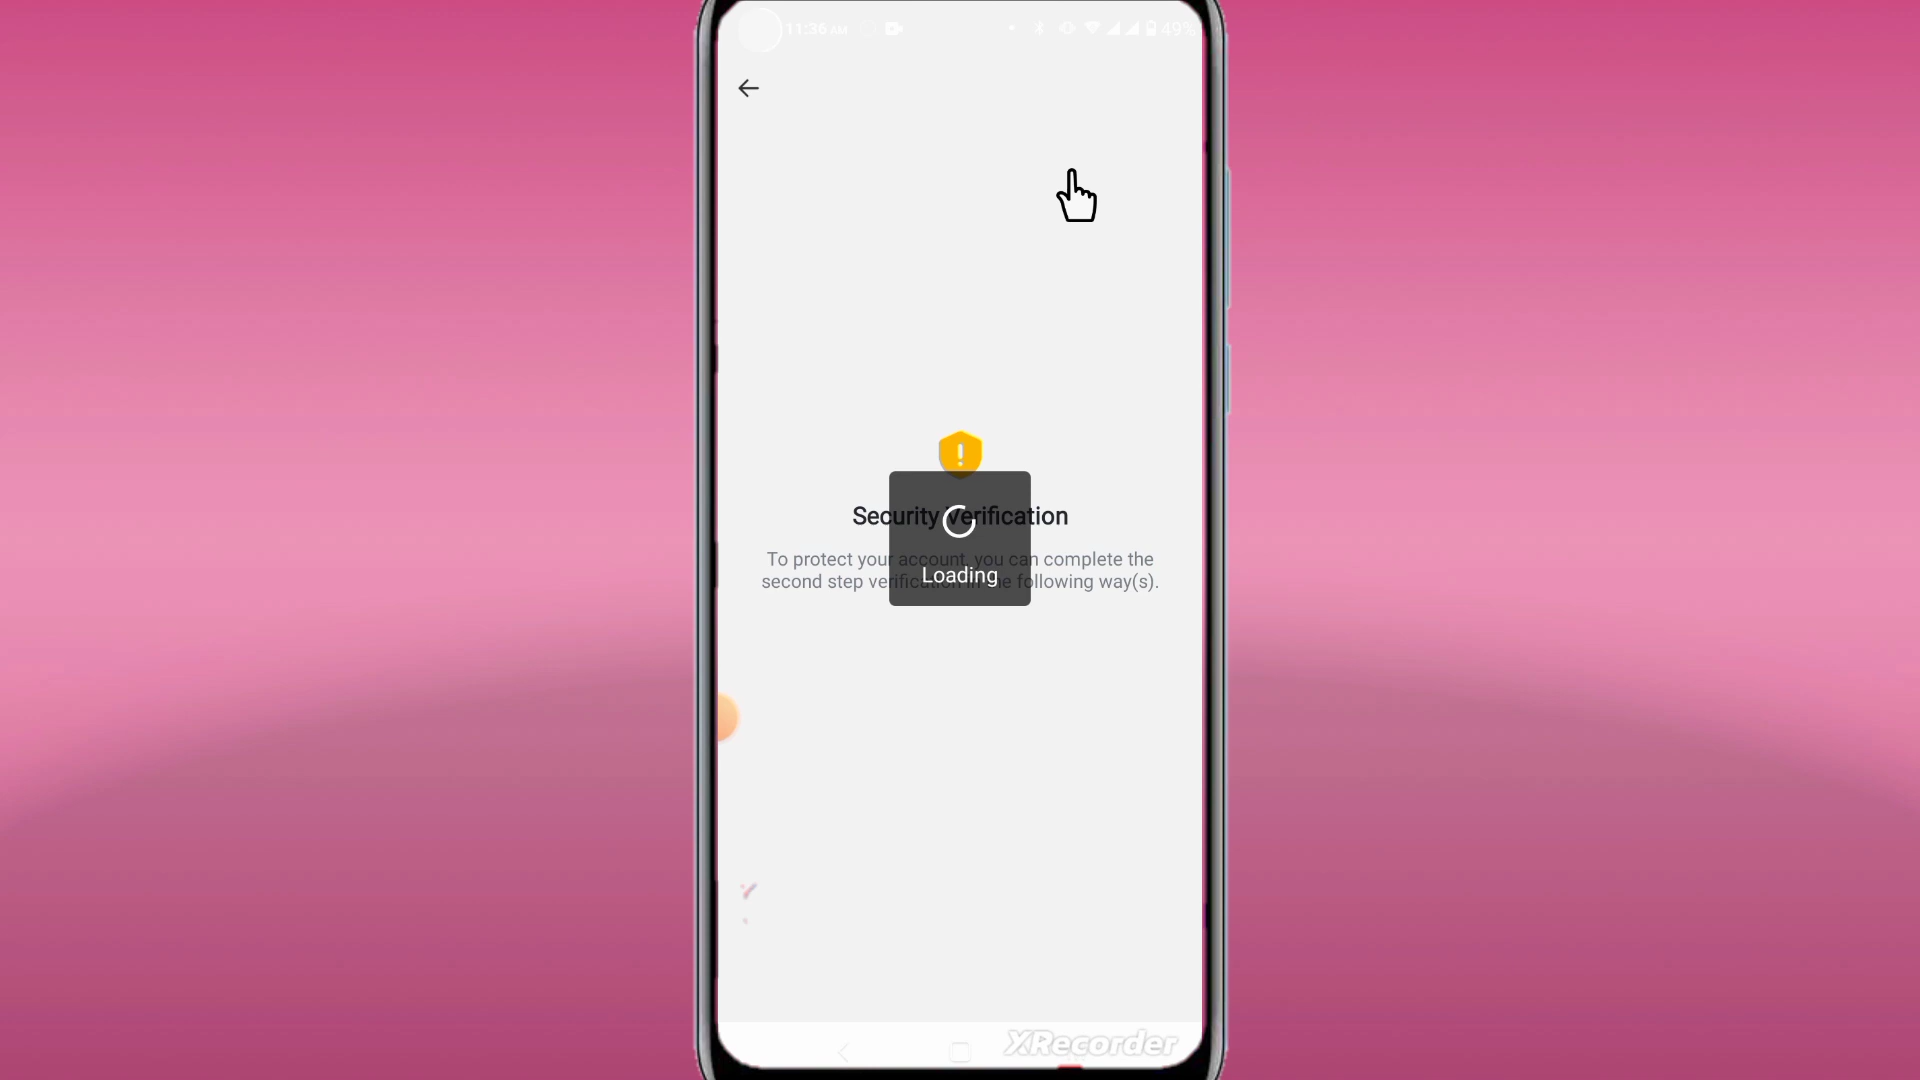 11:36 AM
49%
Security Verification
To protect your account, you can complete the
second step verification in the following way(s).
Loading
XRecorder